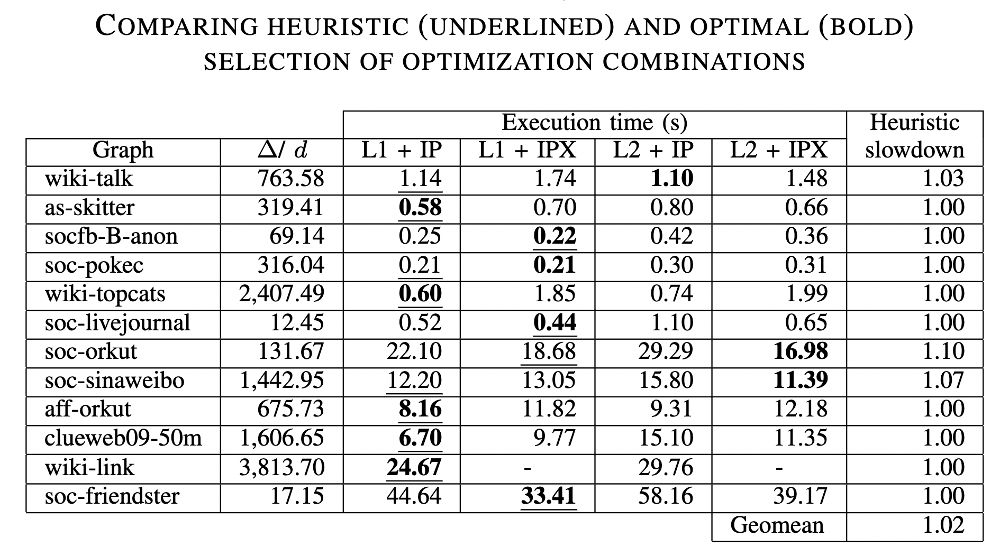 COMPARING HEURISTIC (UNDERLINED) AND OPTIMAL (BOLD)
SELECTION OF OPTIMIZATION COMBINATIONS
Execution time (s) Heuristic
Graph Δ/ d L1 + IP L1 + IPX L2 + IP L2 + IPX slowdown
wiki-talk 763.58 1.14 1.74 1.10 1.48 1.03
as-skitter 319.41 0.58 0.70 0.80 0.66 1.00
socfb-B-anon 69.14 0.25 0.22 0.42 0.36 1.00
soc-pokec 316.04 0.21 0.21 0.30 0.31 1.00
wiki-topcats 2,407.49 0.60 1.85 0.74 1.99 1.00
soc-livejournal 12.45 0.52 0.44 1.10 0.65 1.00
soc-orkut 131.67 22.10 18.68 29.29 16.98 1.10
soc-sinaweibo 1,442.95 12.20 13.05 15.80 11.39 1.07
aff-orkut 675.73 8.16 11.82 9.31 12.18 1.00
clueweb09-50m 1,606.65 6.70 9.77 15.10 11.35 1.00
wiki-link 3,813.70 24.67 - 29.76 - 1.00
soc-friendster 17.15 44.64 33.41 58.16 39.17 1.00
Geomean 1.02